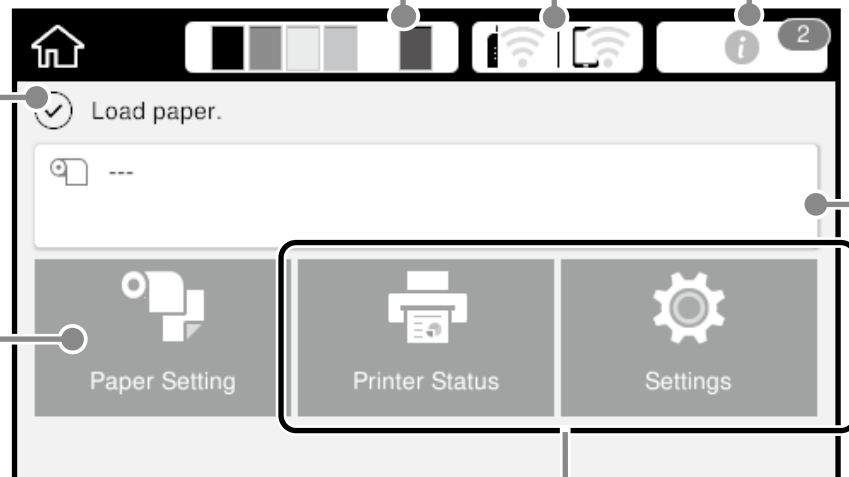 2
Load paper.
---
Paper Setting
Printer Status
Settings